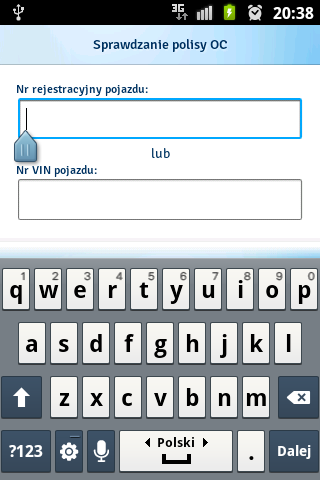 3G 20:38
Sprawdzanie polisy OC
Nr rejestracyjny pojazdu:
lub
Nr VIN pojazdu:
1 2 3 4 5 6 7 8 9 0
q w e r t y u i o p
a s d f g h j k l
z x c v b n m
?123 Polski . Dalej